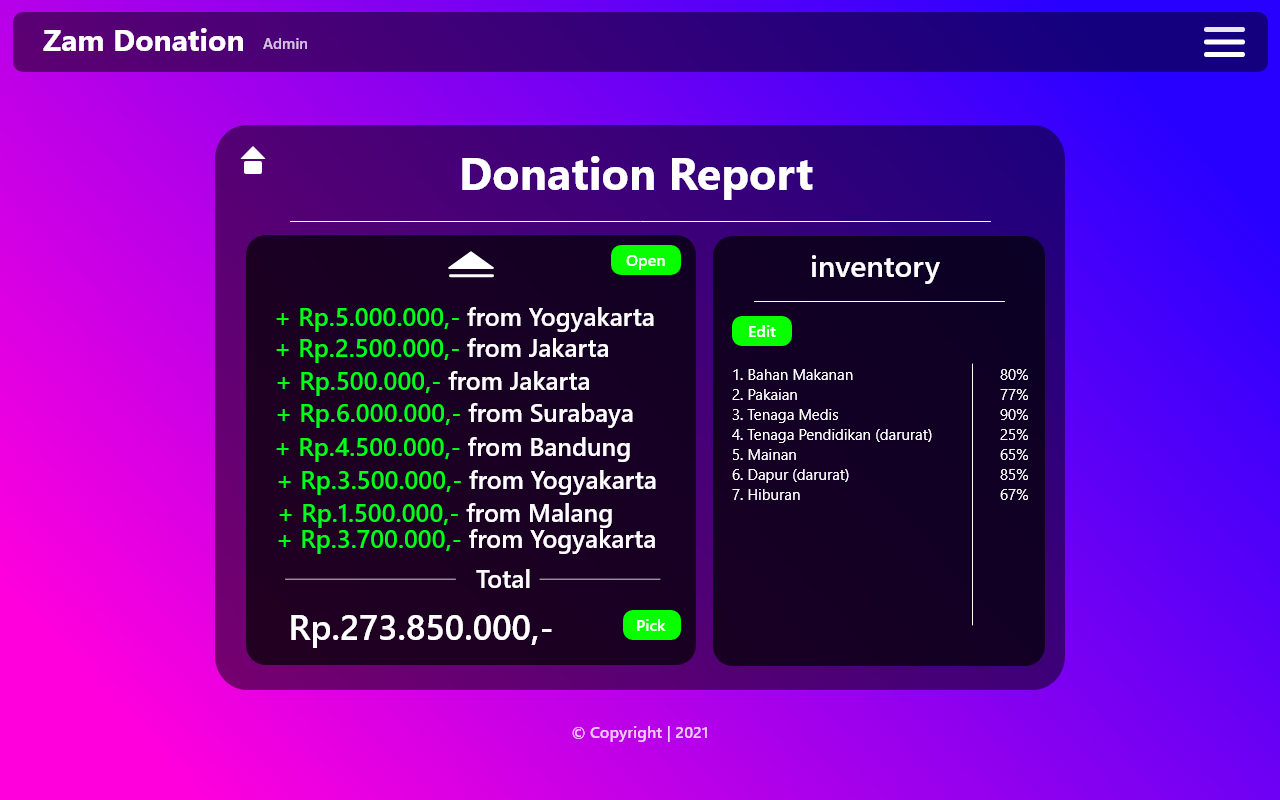 Zam Donation Admin
Donation Report
Open
+ Rp.5.000.000,- from Yogyakarta
+ Rp.2.500.000,- from Jakarta
+ Rp.500.000,- from Jakarta
+ Rp.6.000.000,- from Surabaya
+ Rp.4.500.000,- from Bandung
+ Rp.3.500.000,- from Yogyakarta
+ Rp.1.500.000,- from Malang
+ Rp.3.700.000,- from Yogyakarta
Total
Rp.273.850.000,-
Pick
inventory
Edit
1. Bahan Makanan 80%
2. Pakaian 77%
3. Tenaga Medis 90%
4. Tenaga Pendidikan (darurat) 25%
5. Mainan 65%
6. Dapur (darurat) 85%
7. Hiburan 67%
© Copyright | 2021